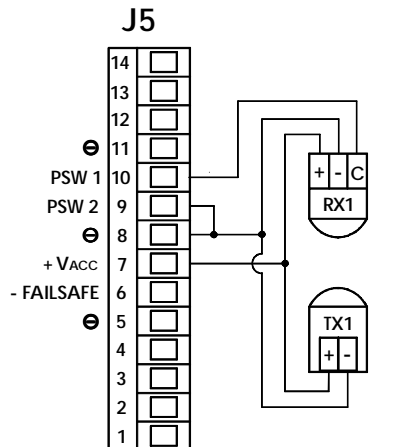 J5
14
13
12
⊖ 11
PSW 1 10
PSW 2 9
⊖ 8
+ VACC 7
- FAILSAFE 6
⊖ 5
4
3
2
1
+ - C
RX1
TX1
+ -